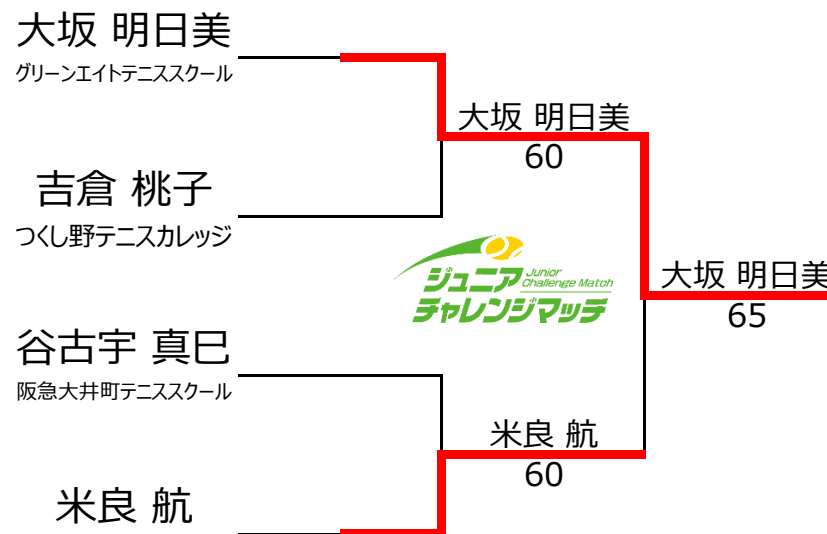 大坂 明日美
グリーンエイトテニススクール
大坂 明日美
60
吉倉 桃子
つくし野テニスカレッジ
ジュニア Junior Challenge Match
チャレンジマッチ
大坂 明日美
65
谷古宇 真巳
阪急大井町テニススクール
米良 航
60
米良 航